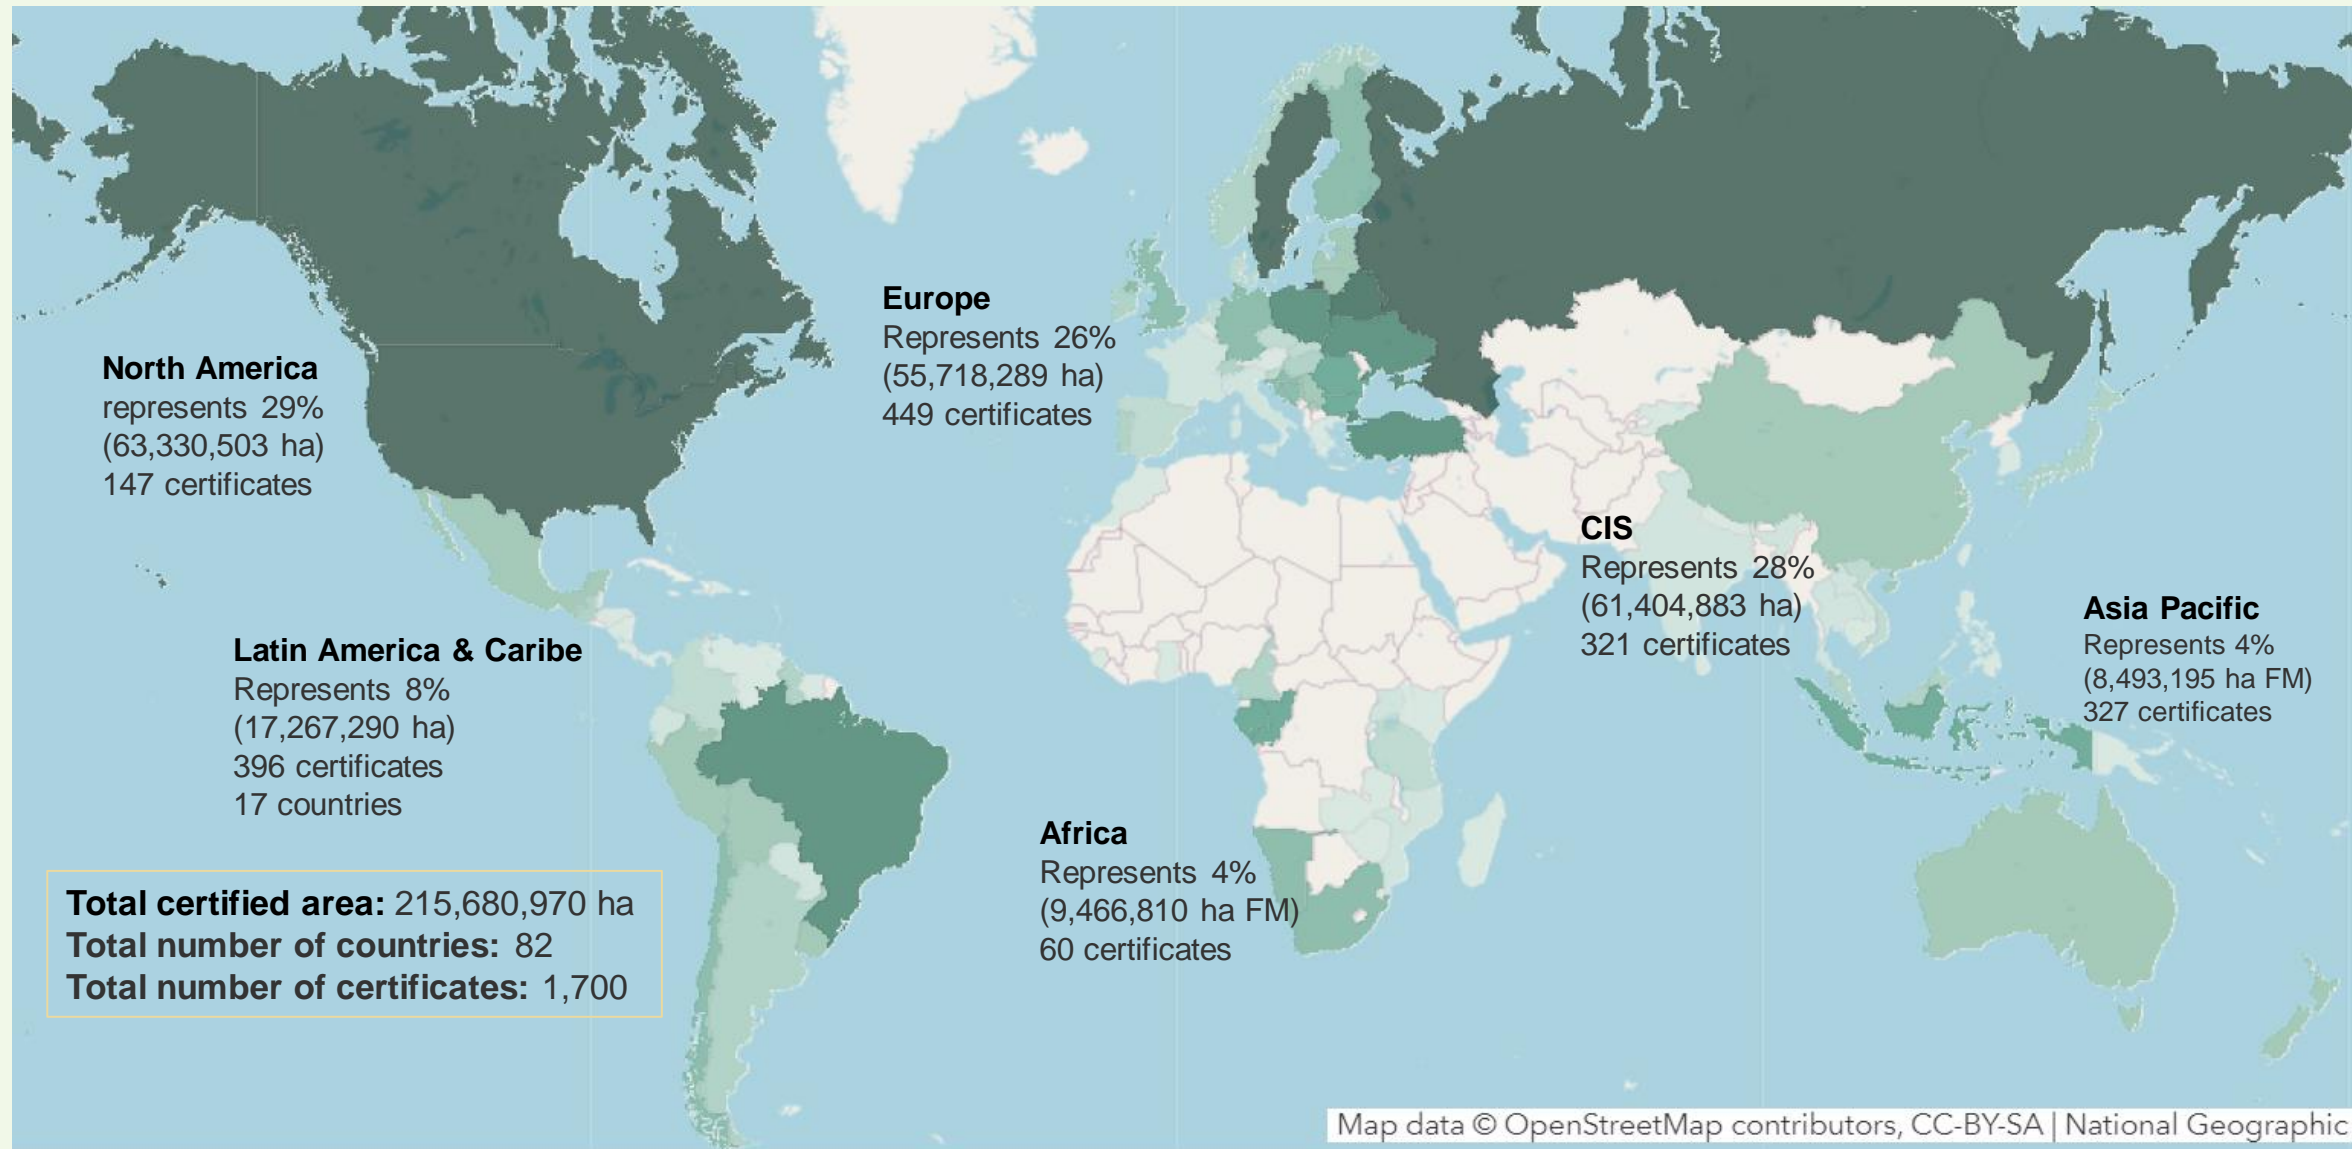 North America
represents 29%
(63,330,503 ha)
147 certificates
Europe
Represents 26%
(55,718,289 ha)
449 certificates
CIS
Represents 28%
(61,404,883 ha)
321 certificates
Asia Pacific
Represents 4%
(8,493,195 ha FM)
327 certificates
Latin America & Caribe
Represents 8%
(17,267,290 ha)
396 certificates
17 countries
Africa
Represents 4%
(9,466,810 ha FM)
60 certificates
Total certified area: 215,680,970 ha
Total number of countries: 82
Total number of certificates: 1,700
Map data © OpenStreetMap contributors, CC-BY-SA | National Geographic